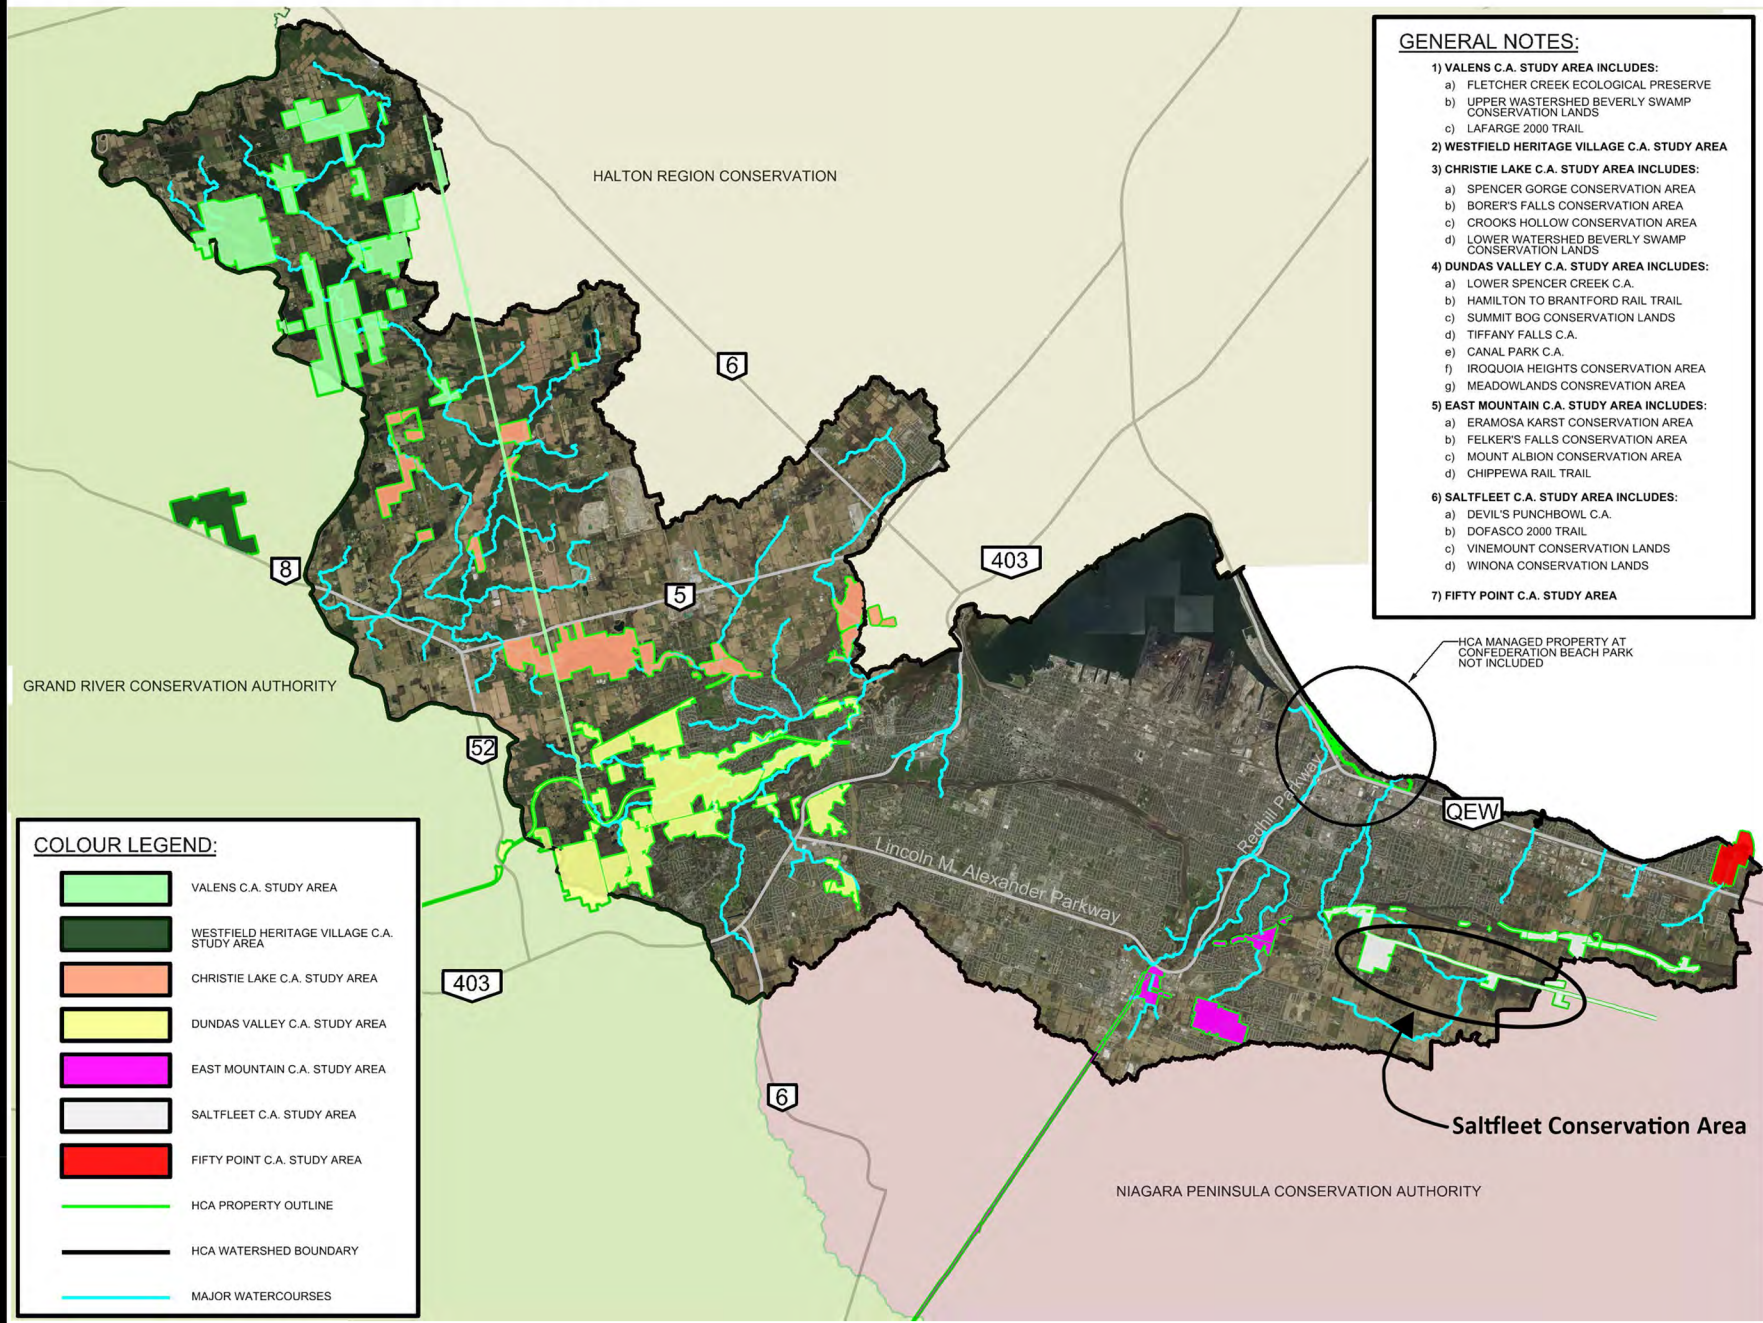 GENERAL NOTES:
1) VALENS C.A. STUDY AREA INCLUDES:
a) FLETCHER CREEK ECOLOGICAL PRESERVE
b) UPPER WASTERSHED BEVERLY SWAMP
CONSERVATION LANDS
c) LAFARGE 2000 TRAIL
2) WESTFIELD HERITAGE VILLAGE C.A. STUDY AREA
3) CHRISTIE LAKE C.A. STUDY AREA INCLUDES:
a) SPENCER GORGE CONSERVATION AREA
b) BORER'S FALLS CONSERVATION AREA
c) CROOKS HOLLOW CONSERVATION AREA
d) LOWER WATERSHED BEVERLY SWAMP
CONSERVATION LANDS
4) DUNDAS VALLEY C.A. STUDY AREA INCLUDES:
a) LOWER SPENCER CREEK C.A.
b) HAMILTON TO BRANTFORD RAIL TRAIL
c) SUMMIT BOG CONSERVATION LANDS
d) TIFFANY FALLS C.A.
e) CANAL PARK C.A.
f) IROQUOIA HEIGHTS CONSERVATION AREA
g) MEADOWLANDS CONSREVATION AREA
5) EAST MOUNTAIN C.A. STUDY AREA INCLUDES:
a) ERAMOSA KARST CONSERVATION AREA
b) FELKER'S FALLS CONSERVATION AREA
c) MOUNT ALBION CONSERVATION AREA
d) CHIPPEWA RAIL TRAIL
6) SALTFLEET C.A. STUDY AREA INCLUDES:
a) DEVIL'S PUNCHBOWL C.A.
b) DOFASCO 2000 TRAIL
c) VINEMOUNT CONSERVATION LANDS
d) WINONA CONSERVATION LANDS
7) FIFTY POINT C.A. STUDY AREA
HALTON REGION CONSERVATION
6
403
8
5
HCA MANAGED PROPERTY AT
CONFEDERATION BEACH PARK
NOT INCLUDED
GRAND RIVER CONSERVATION AUTHORITY
52
QEW
Redhill Parkway
Lincoln M. Alexander Parkway
403
6
Saltfleet Conservation Area
NIAGARA PENINSULA CONSERVATION AUTHORITY
COLOUR LEGEND:
VALENS C.A. STUDY AREA
WESTFIELD HERITAGE VILLAGE C.A.
STUDY AREA
CHRISTIE LAKE C.A. STUDY AREA
DUNDAS VALLEY C.A. STUDY AREA
EAST MOUNTAIN C.A. STUDY AREA
SALTFLEET C.A. STUDY AREA
FIFTY POINT C.A. STUDY AREA
HCA PROPERTY OUTLINE
HCA WATERSHED BOUNDARY
MAJOR WATERCOURSES